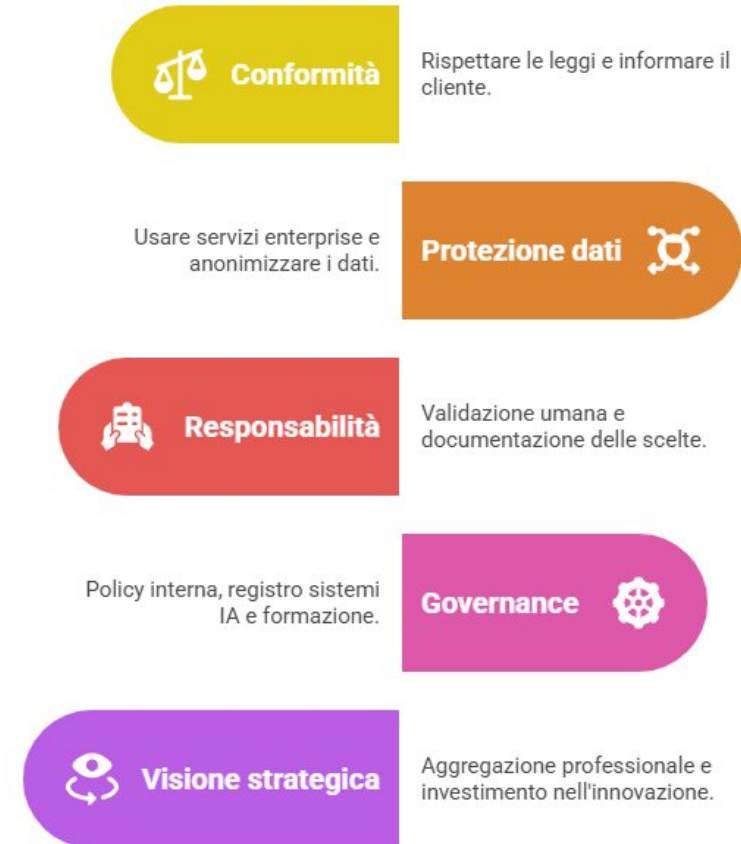 Conformità
Rispettare le leggi e informare il
cliente.
Usare servizi enterprise e
anonimizzare i dati.
Protezione dati
Responsabilità
Validazione umana e
documentazione delle scelte.
Policy interna, registro sistemi
IA e formazione.
Governance
Visione strategica
Aggregazione professionale e
investimento nell'innovazione.